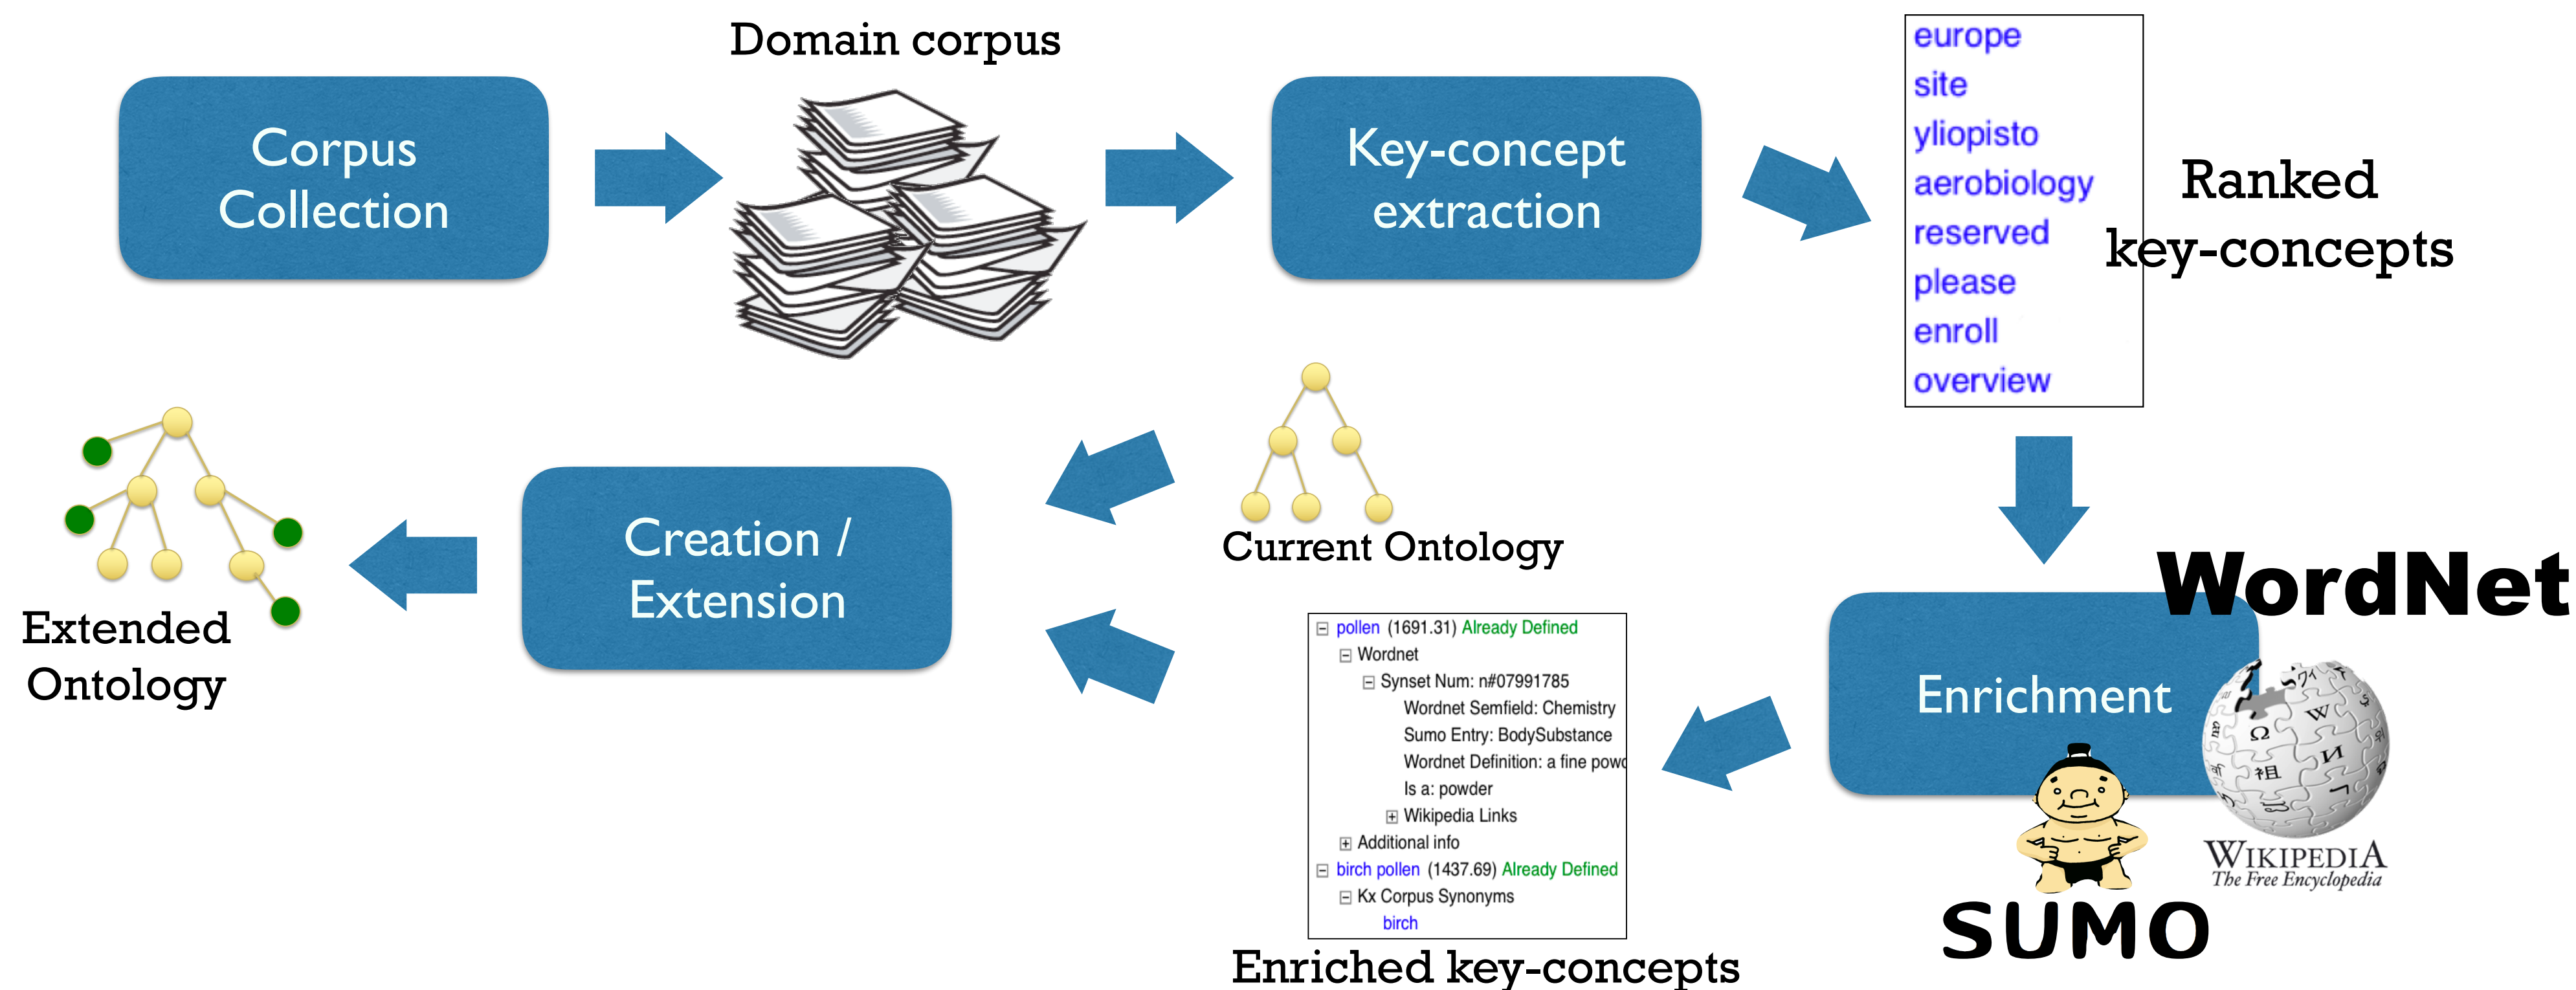 Domain corpus
Corpus
Collection
Key-concept
extraction
europe
site
yliopisto
aerobiology
reserved
please
enroll
overview
Ranked
key-concepts
Creation /
Extension
Current Ontology
Extended
Ontology
WordNet
Enrichment
WIKIPEDIA
The Free Encyclopedia
SUMO
pollen (1691.31) Already Defined
Wordnet
Synset Num: n#07991785
Wordnet Semfield: Chemistry
Sumo Entry: BodySubstance
Wordnet Definition: a fine
Is a: powder
Wikipedia Links
Additional info
birch pollen (1437.69) Already Defined
Kx Corpus Synonyms
birch
Enriched key-concepts